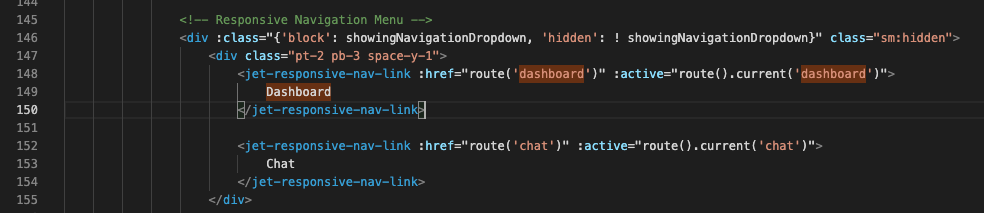 144
145 <!-- Responsive Navigation Menu -->
146 <div :class="{'block': showingNavigationDropdown, 'hidden': ! showingNavigationDropdown}" class="sm:hidden">
147 <div class="pt-2 pb-3 space-y-1">
148 <jet-responsive-nav-link :href="route('dashboard')" :active="route().current('dashboard')">
149 Dashboard
150 </jet-responsive-nav-link>
151
152 <jet-responsive-nav-link :href="route('chat')" :active="route().current('chat')">
153 Chat
154 </jet-responsive-nav-link>
155 </div>